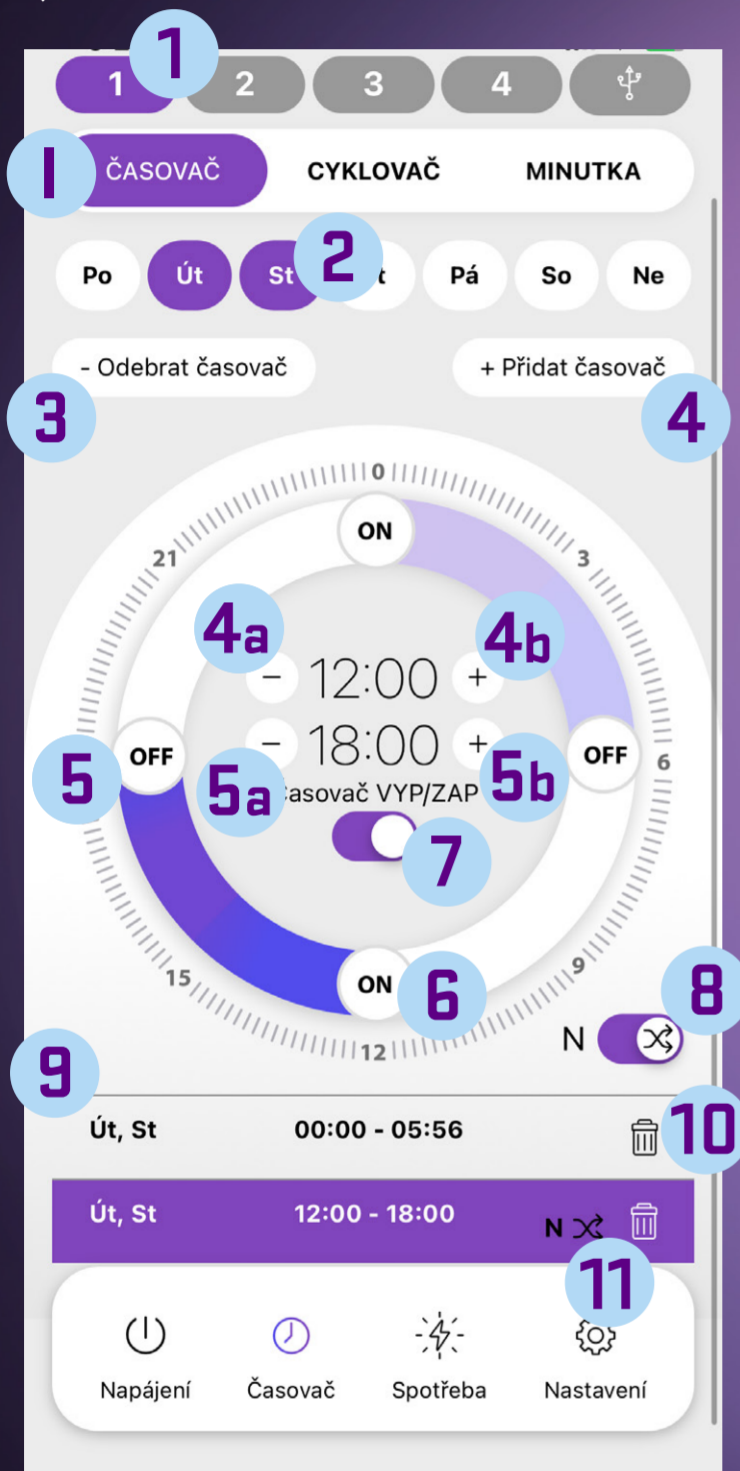 1
1 2 3 4
I
ČASOVAČ CYKLOVAČ MINUTKA
2
Po Út St t Pá So Ne
- Odebrat časovač + Přidat časovač
3 4
0
ON
21 3
4a 4b
- 12:00 +
- 18:00 +
5 OFF OFF 6
5a 5b
časovač VYP/ZAP
7
15 9
ON 6
8
N
12
9
Út, St 00:00 - 05:56
10
Út, St 12:00 - 18:00 N
11
Napájení Časovač Spotřeba Nastavení